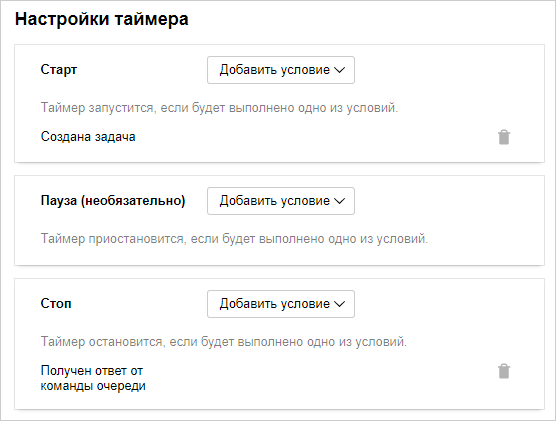 Настройки таймера
Старт
Добавить условие
Таймер запустится, если будет выполнено одно из условий.
Создана задача
Пауза (необязательно)
Добавить условие
Таймер приостановится, если будет выполнено одно из условий.
Стоп
Добавить условие
Таймер остановится, если будет выполнено одно из условий.
Получен ответ от
команды очереди